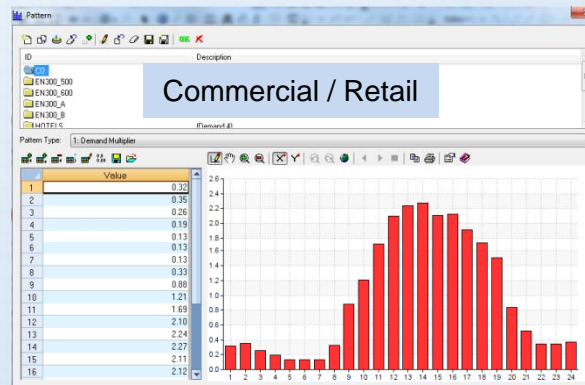 Pattern
OK
ID Description
CO
EN300_500
EN300_600
EN300_A
EN300_B
HOTELS (Demand 4)
Commercial / Retail
Pattern Type: 1: Demand Multiplier
Value
1 0.32
2 0.35
3 0.26
4 0.19
5 0.13
6 0.13
7 0.13
8 0.33
9 0.88
10 1.21
11 1.69
12 2.10
13 2.24
14 2.27
15 2.11
16 2.12
2.6
2.4
2.2
2.0
1.8
1.6
1.4
1.2
1.0
0.8
0.6
0.4
0.2
0.0
1 2 3 4 5 6 7 8 9 10 11 12 13 14 15 16 17 18 19 20 21 22 23 24